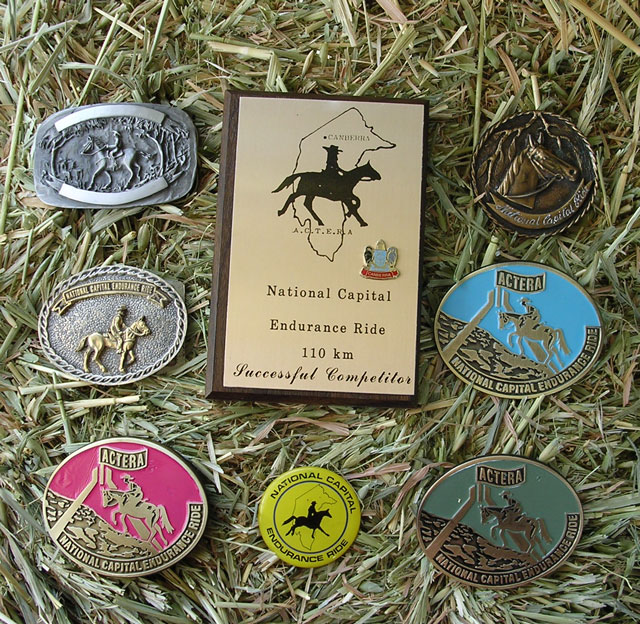 CANBERRA
A.C.T.E.R.A
National Capital
Endurance Ride
110 km
Successful Competitor
National Capital Ride
NATIONAL CAPITAL ENDURANCE RIDE
ACTERA
NATIONAL CAPITAL ENDURANCE RIDE
ACTERA
NATIONAL CAPITAL ENDURANCE RIDE
NATIONAL CAPITAL
ENDURANCE RIDE
ACTERA
NATIONAL CAPITAL ENDURANCE RIDE